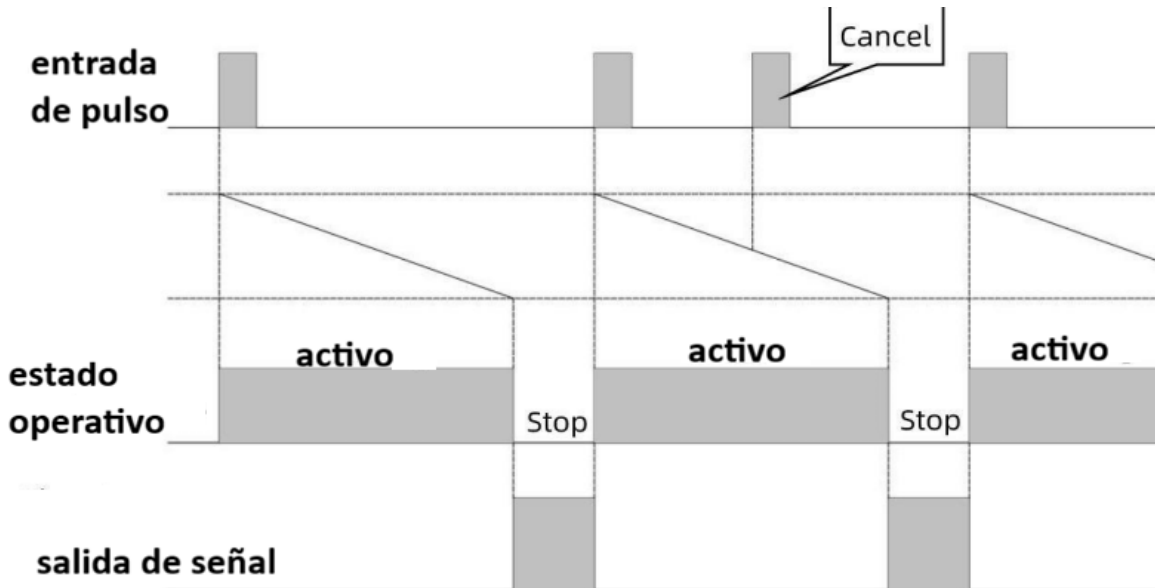 Cancel
entrada
de pulso
activo
activo
activo
estado
operativo
Stop
Stop
salida de señal